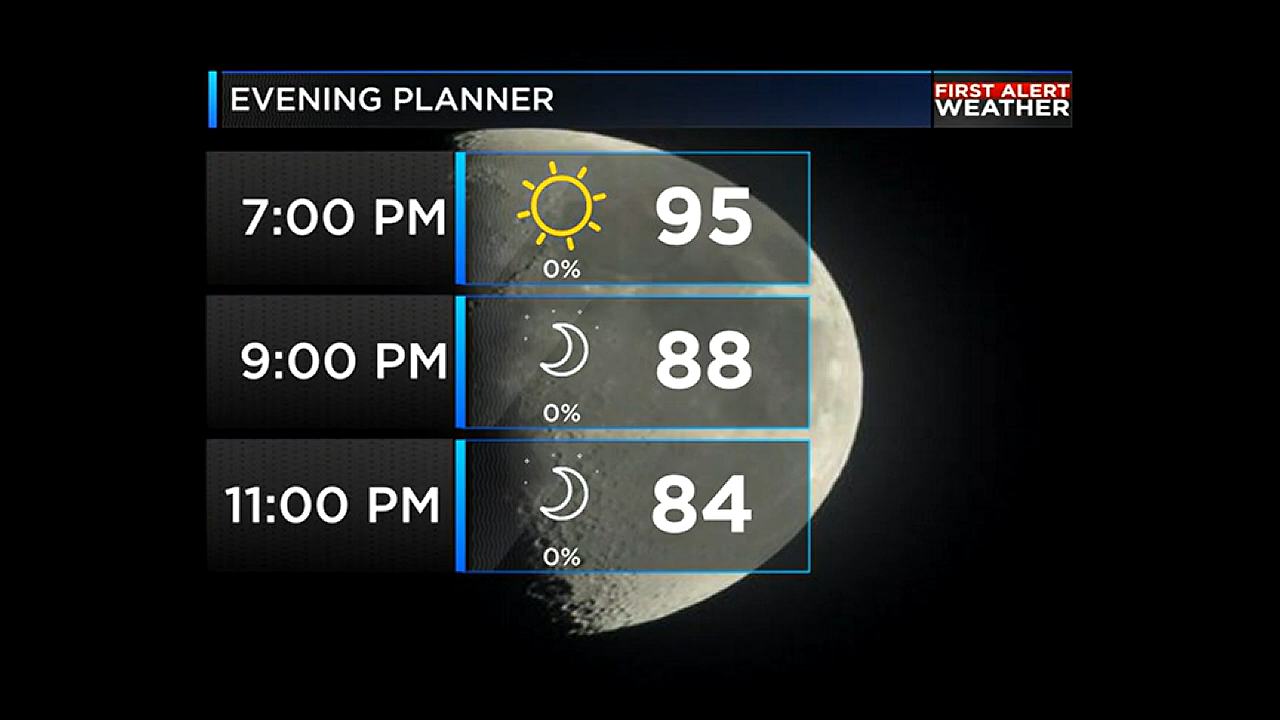 EVENING PLANNER
FIRST ALERT
WEATHER
7:00 PM
95
0%
9:00 PM
88
0%
11:00 PM
84
0%